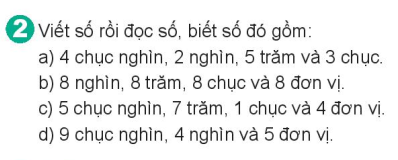 2 Viết số rồi đọc số, biết số đó gồm:
a) 4 chục nghìn, 2 nghìn, 5 trăm và 3 chục.
b) 8 nghìn, 8 trăm, 8 chục và 8 đơn vị.
c) 5 chục nghìn, 7 trăm, 1 chục và 4 đơn vị.
d) 9 chục nghìn, 4 nghìn và 5 đơn vị.